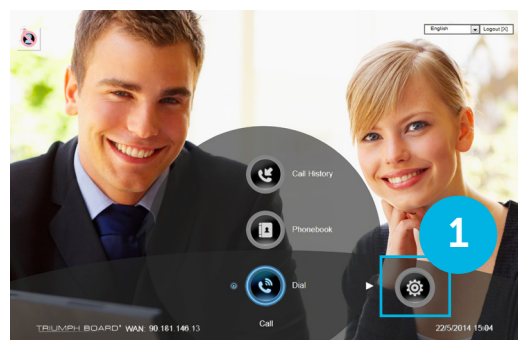 English Logout [X]
Call History
Phonebook
1
Dial
Call
TRIUMPH BOARD® WAN: 90.181.146.13
22/5/2014 15:04